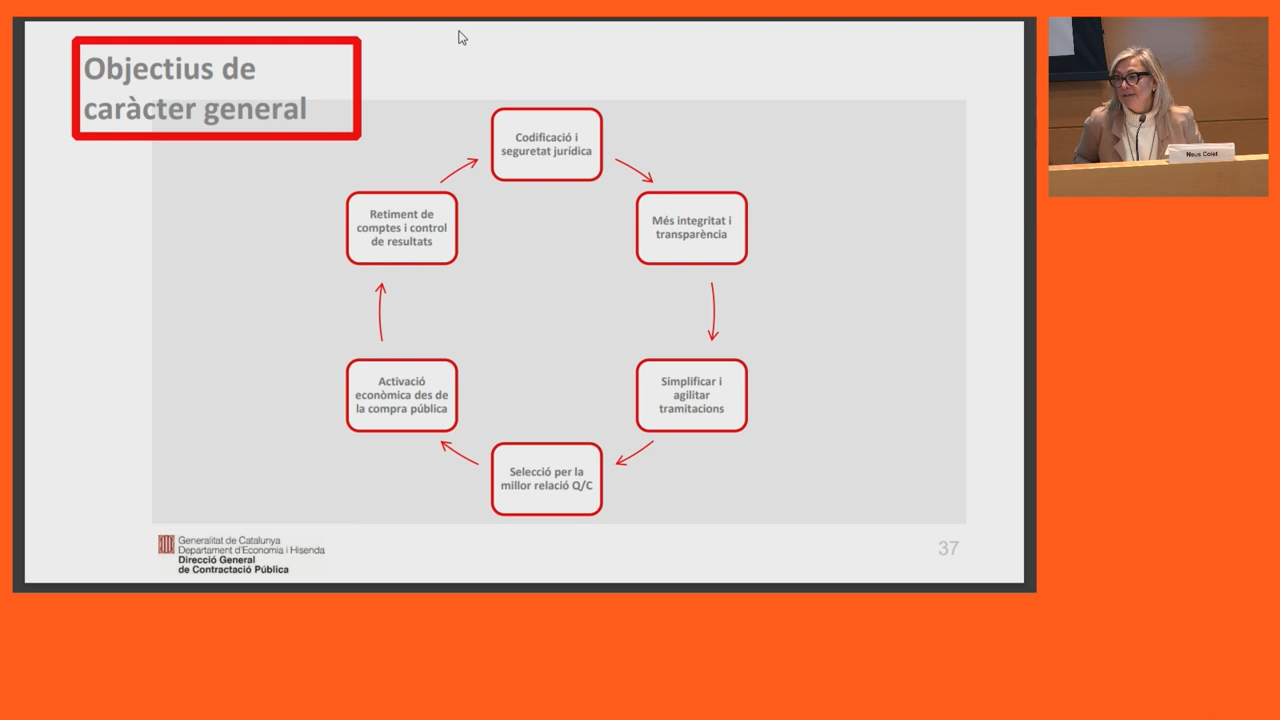 Objectius de
caràcter general
Codificació i
seguretat jurídica
Més integritat i
transparència
Simplificar i
agilitar
tramitacions
Selecció per la
millor relació Q/C
Activació
econòmica des de
la compra pública
Retiment de
comptes i control
de resultats
Generalitat de Catalunya
Departament d'Economia i Hisenda
Direcció General
de Contractació Pública
37
Neus Colet